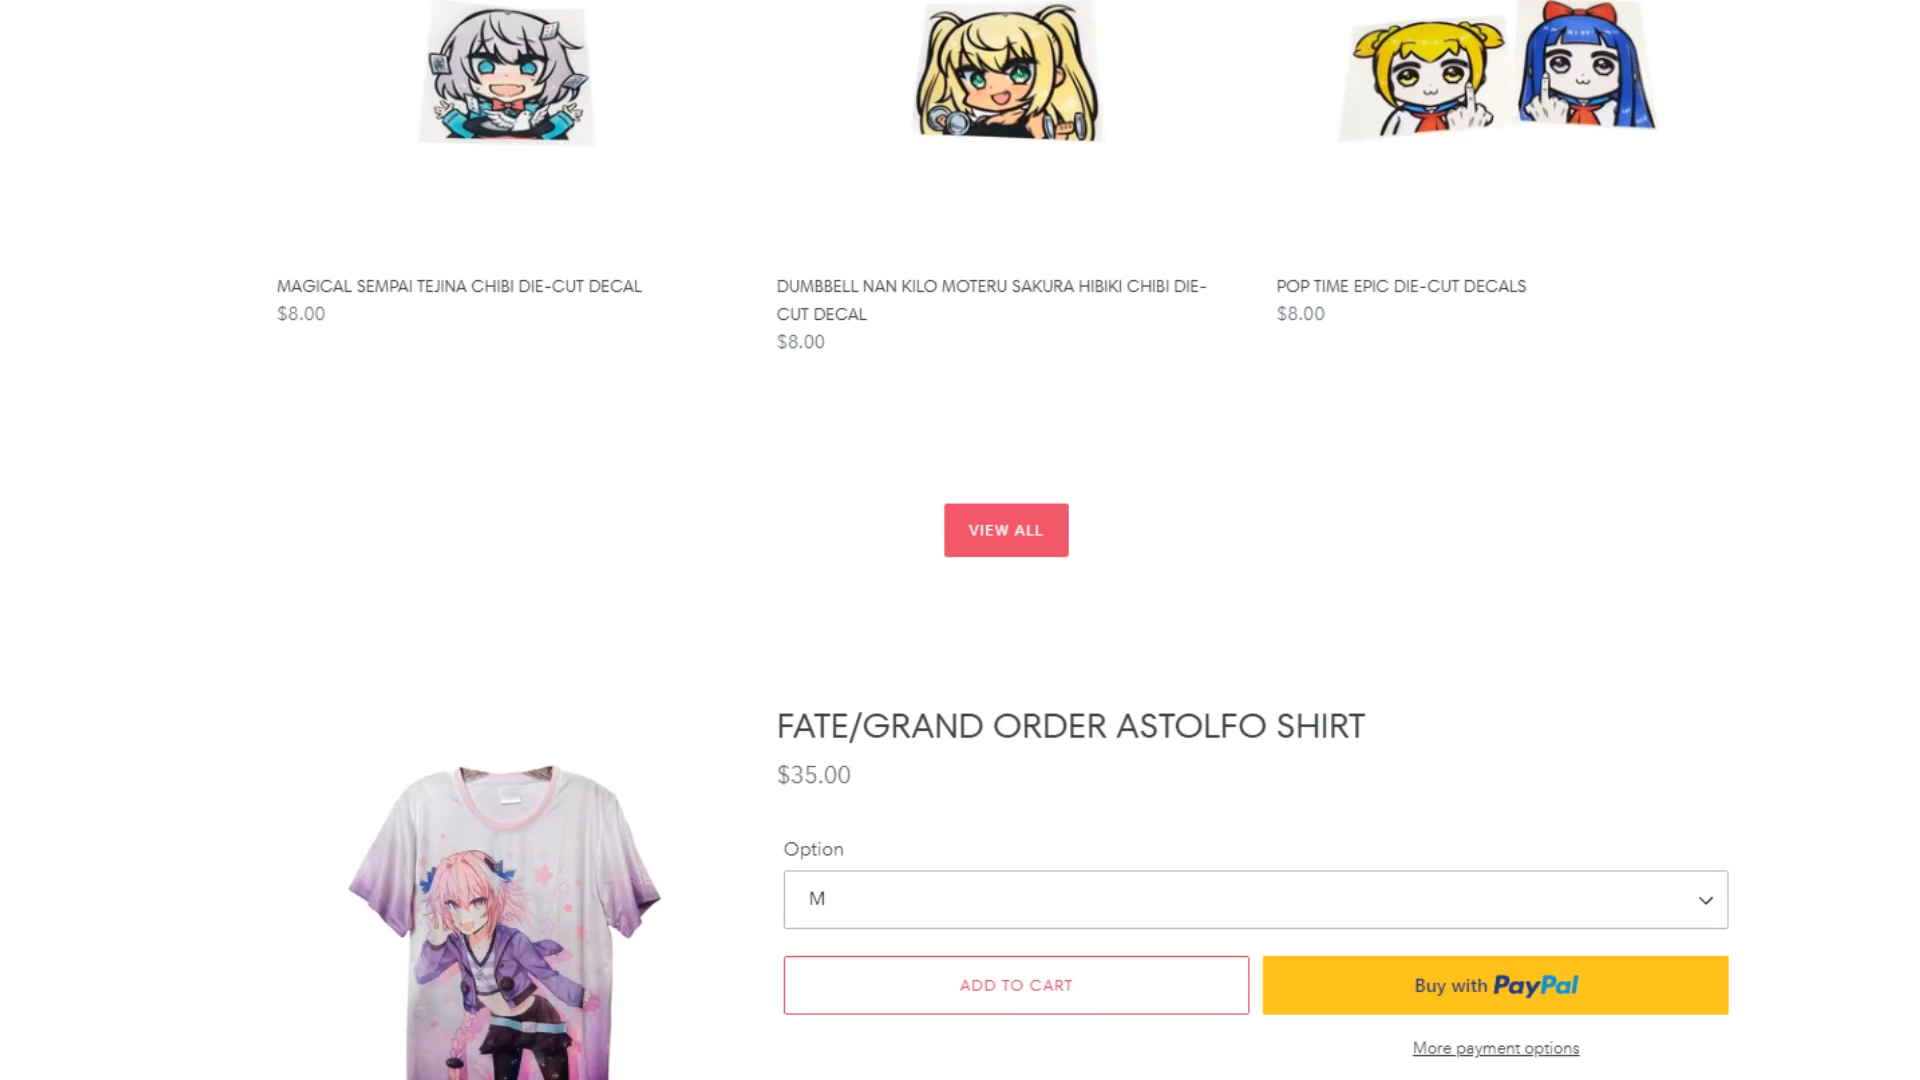 MAGICAL SEMPAI TEJINA CHIBI DIE-CUT DECAL
$8.00
DUMBBELL NAN KILO MOTERU SAKURA HIBIKI CHIBI DIE-
CUT DECAL
$8.00
POP TIME EPIC DIE-CUT DECALS
$8.00
VIEW ALL
FATE/GRAND ORDER ASTOLFO SHIRT
$35.00
Option
M
ADD TO CART
Buy with PayPal
More payment options